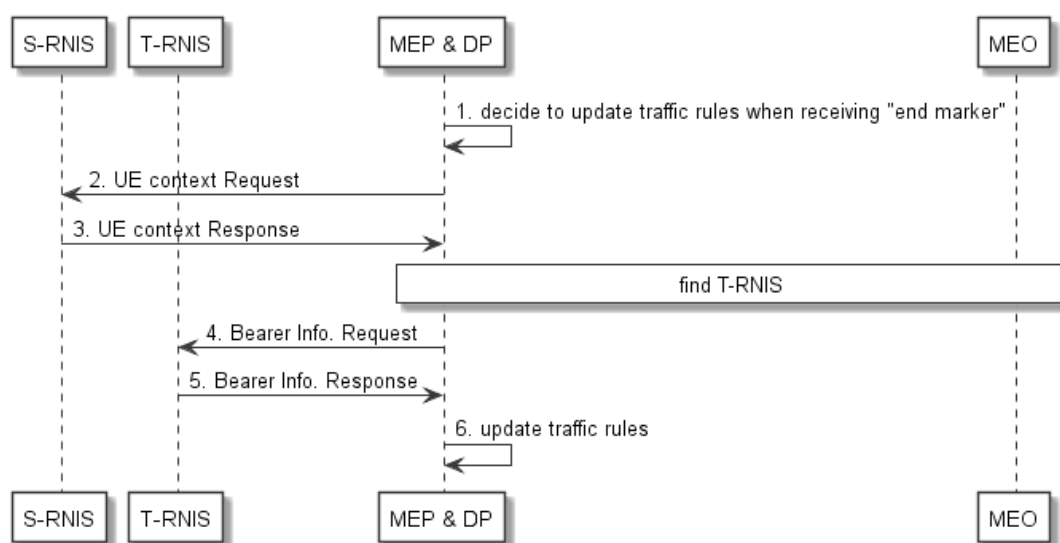 S-RNIS
T-RNIS
MEP & DP
MEO
1. decide to update traffic rules when receiving "end marker"
2. UE context Request
3. UE context Response
find T-RNIS
4. Bearer Info. Request
5. Bearer Info. Response
6. update traffic rules
S-RNIS
T-RNIS
MEP & DP
MEO